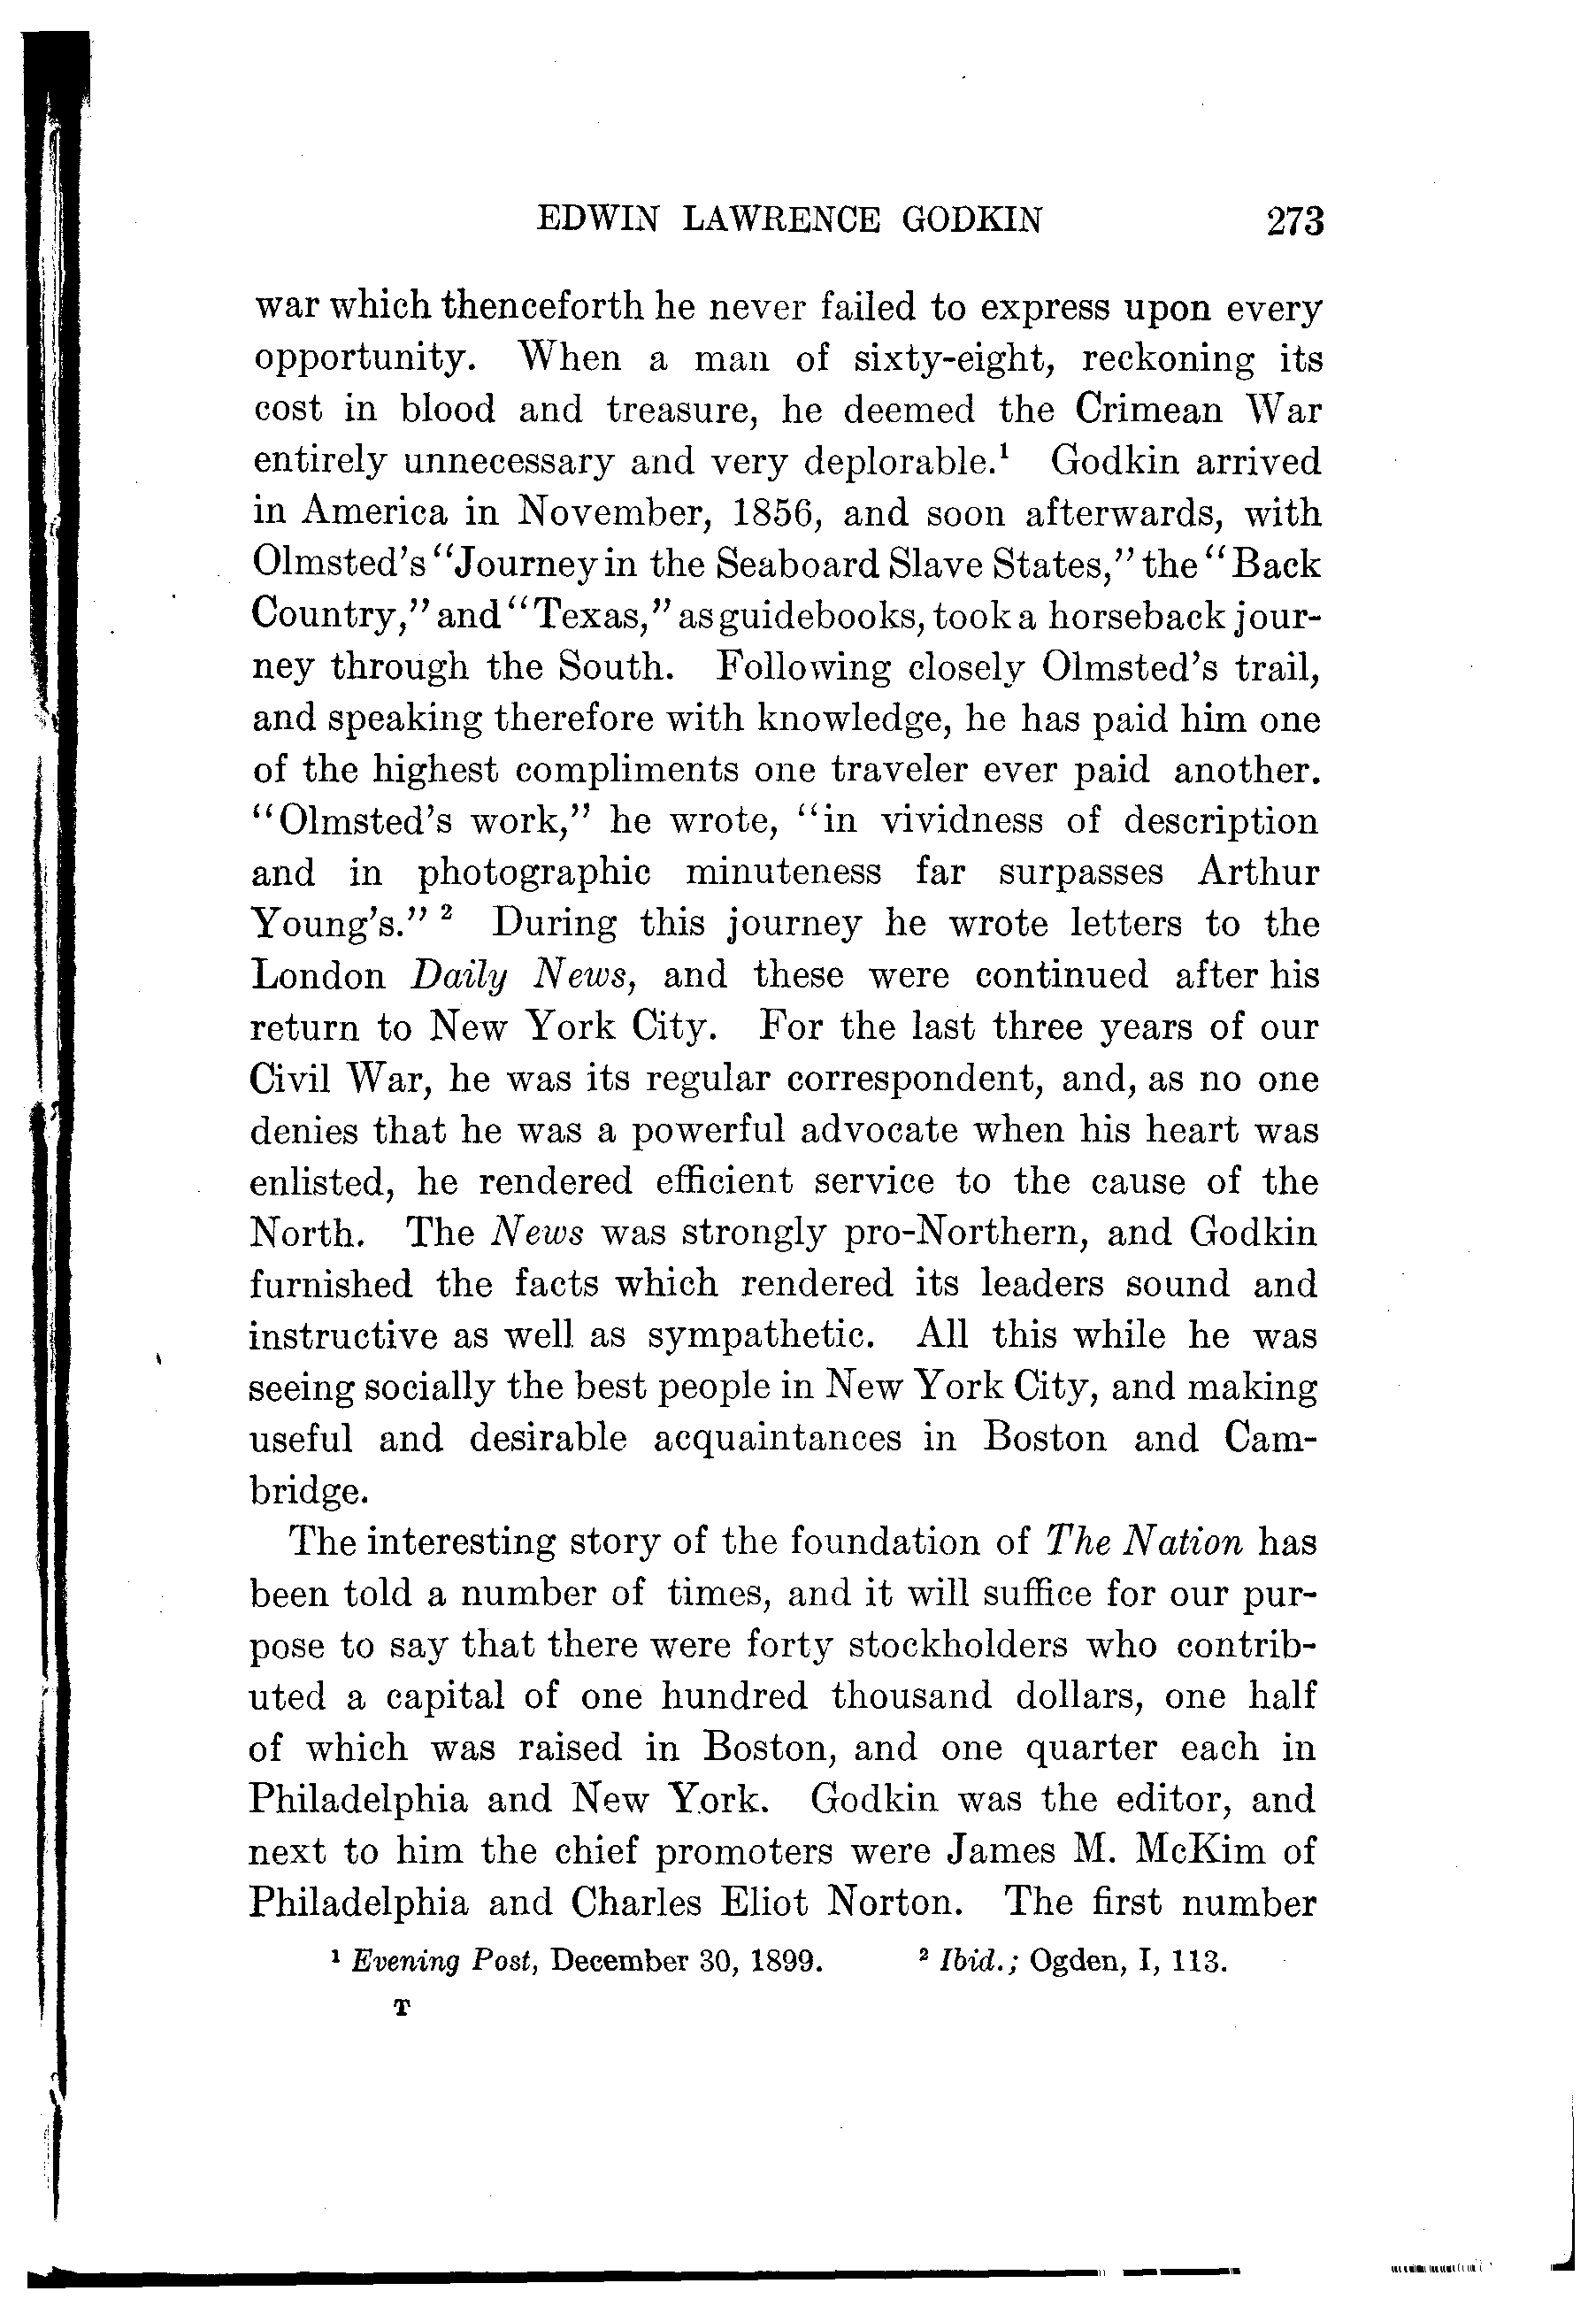 EDWIN LAWRENCE GODKIN 273
war which thenceforth he never failed to express upon every
opportunity. When a man of sixty-eight, reckoning its
cost in blood and treasure, he deemed the Crimean War
entirely unnecessary and very deplorable.¹ Godkin arrived
in America in November, 1856, and soon afterwards, with
Olmsted's "Journey in the Seaboard Slave States," the "Back
Country," and "Texas," as guidebooks, took a horseback jour-
ney through the South. Following closely Olmsted's trail,
and speaking therefore with knowledge, he has paid him one
of the highest compliments one traveler ever paid another.
"Olmsted's work," he wrote, "in vividness of description
and in photographic minuteness far surpasses Arthur
Young's." ² During this journey he wrote letters to the
London Daily News, and these were continued after his
return to New York City. For the last three years of our
Civil War, he was its regular correspondent, and, as no one
denies that he was a powerful advocate when his heart was
enlisted, he rendered efficient service to the cause of the
North. The News was strongly pro-Northern, and Godkin
furnished the facts which rendered its leaders sound and
instructive as well as sympathetic. All this while he was
seeing socially the best people in New York City, and making
useful and desirable acquaintances in Boston and Cam-
bridge.
The interesting story of the foundation of The Nation has
been told a number of times, and it will suffice for our pur-
pose to say that there were forty stockholders who contrib-
uted a capital of one hundred thousand dollars, one half
of which was raised in Boston, and one quarter each in
Philadelphia and New York. Godkin was the editor, and
next to him the chief promoters were James M. McKim of
Philadelphia and Charles Eliot Norton. The first number
¹ Evening Post, December 30, 1899. ² Ibid.; Ogden, I, 113.
T